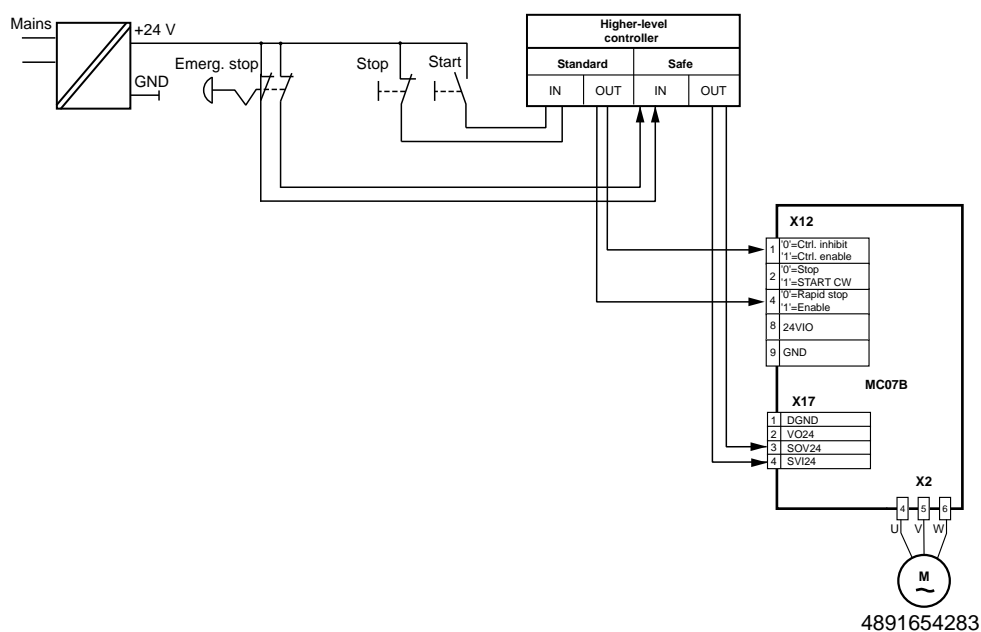 Mains
+24 V
GND
Emerg. stop
Stop
Start
Higher-level
controller
Standard
Safe
IN
OUT
IN
OUT
X12
1
'0'=Ctrl. inhibit
'1'=Ctrl. enable
2
'0'=Stop
'1'=START CW
4
'0'=Rapid stop
'1'=Enable
8 24VIO
9 GND
MC07B
X17
1 DGND
2 VO24
3 SOV24
4 SVI24
X2
4 5 6
U V W
M
4891654283